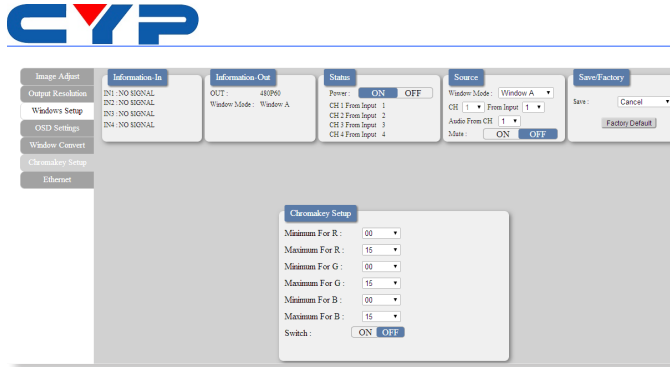 CYP
Image Adjust
Output Resolution
Windows Setup
OSD Settings
Window Convert
Chromakey Setup
Ethernet
Information-In
IN1 : NO SIGNAL
IN2 : NO SIGNAL
IN3 : NO SIGNAL
IN4 : NO SIGNAL
Information-Out
OUT : 480P60
Window Mode : Window A
Status
Power : ON OFF
CH 1 From Input 1
CH 2 From Input 2
CH 3 From Input 3
CH 4 From Input 4
Source
Window Mode : Window A
CH 1 From Input 1
Audio From CH 1
Mute : ON OFF
Save/Factory
Save : Cancel
Factory Default
Chromakey Setup
Minimum For R : 00
Maximum For R : 15
Minimum For G : 00
Maximum For G : 15
Minimum For B : 00
Maximum For B : 15
Switch : ON OFF